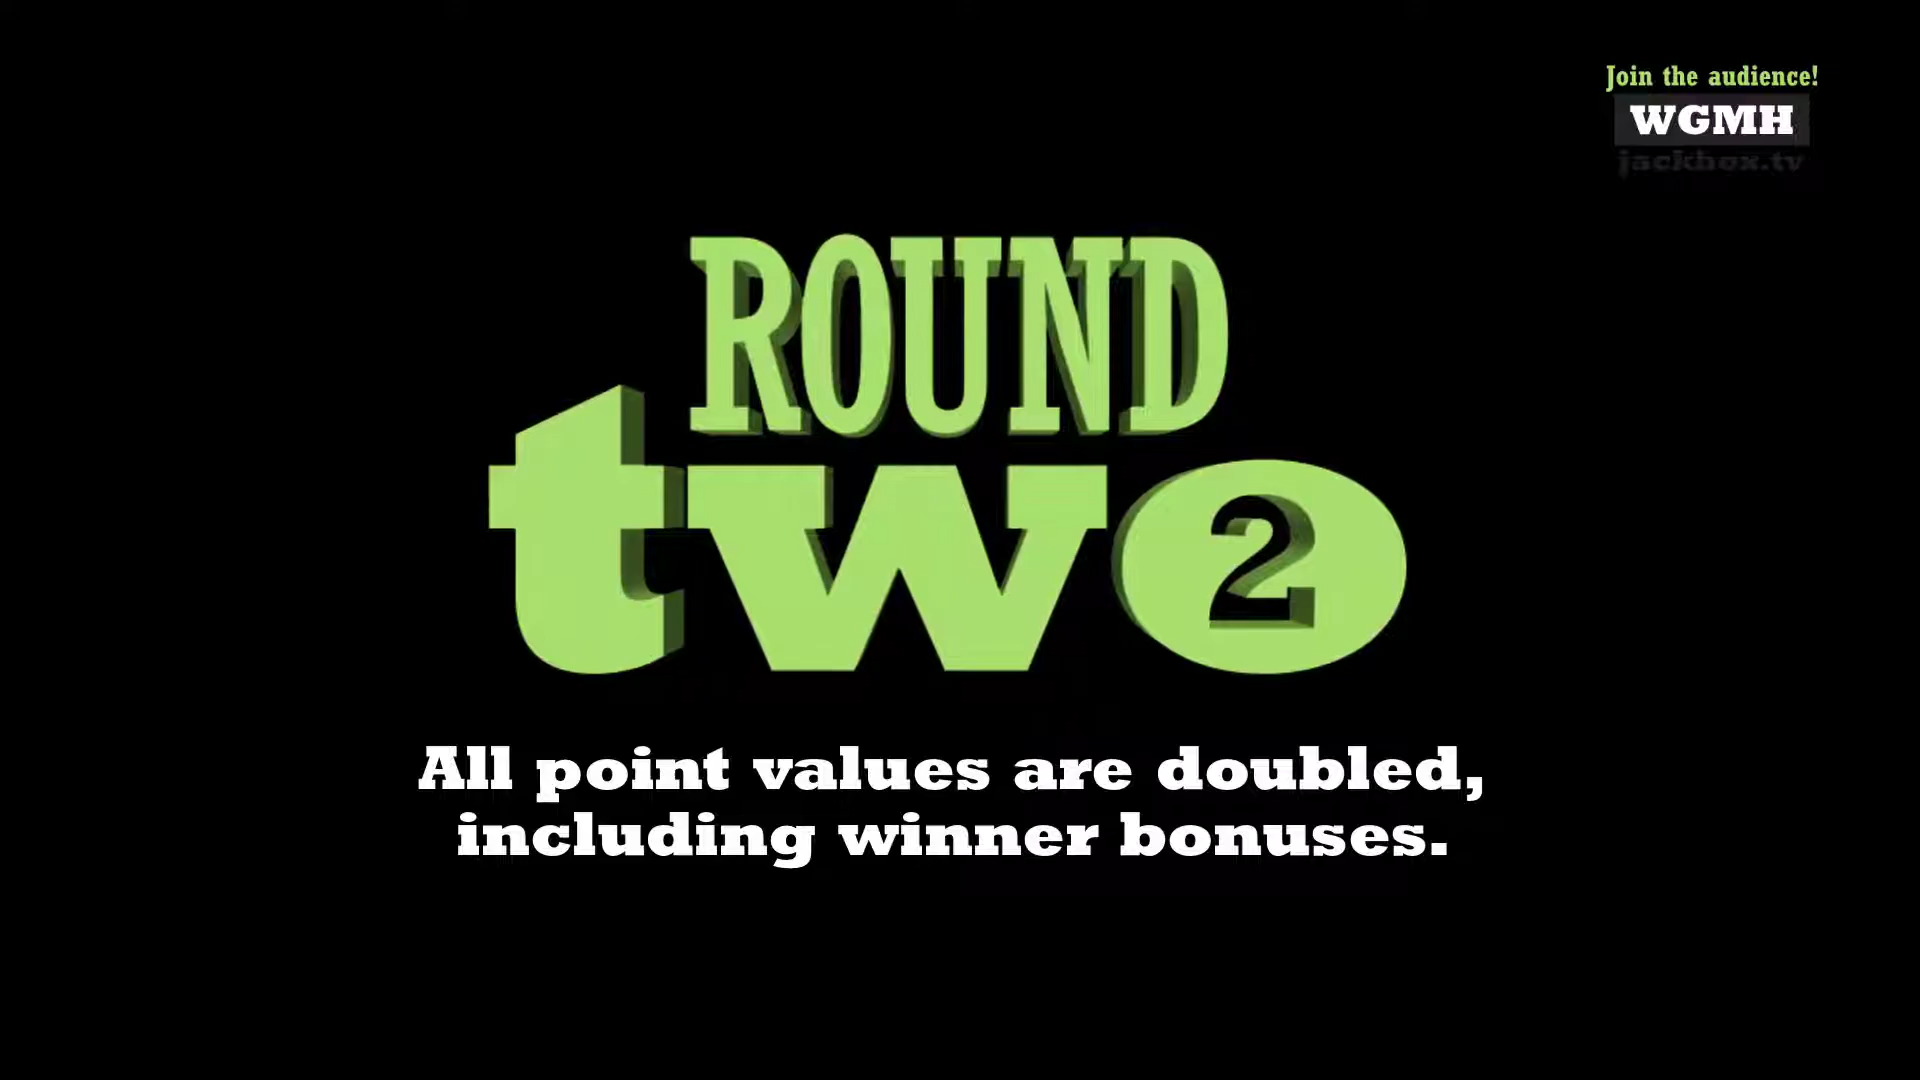 Join the audience!
WGMH
jackbox.tv
ROUND
two
2
All point values are doubled,
including winner bonuses.